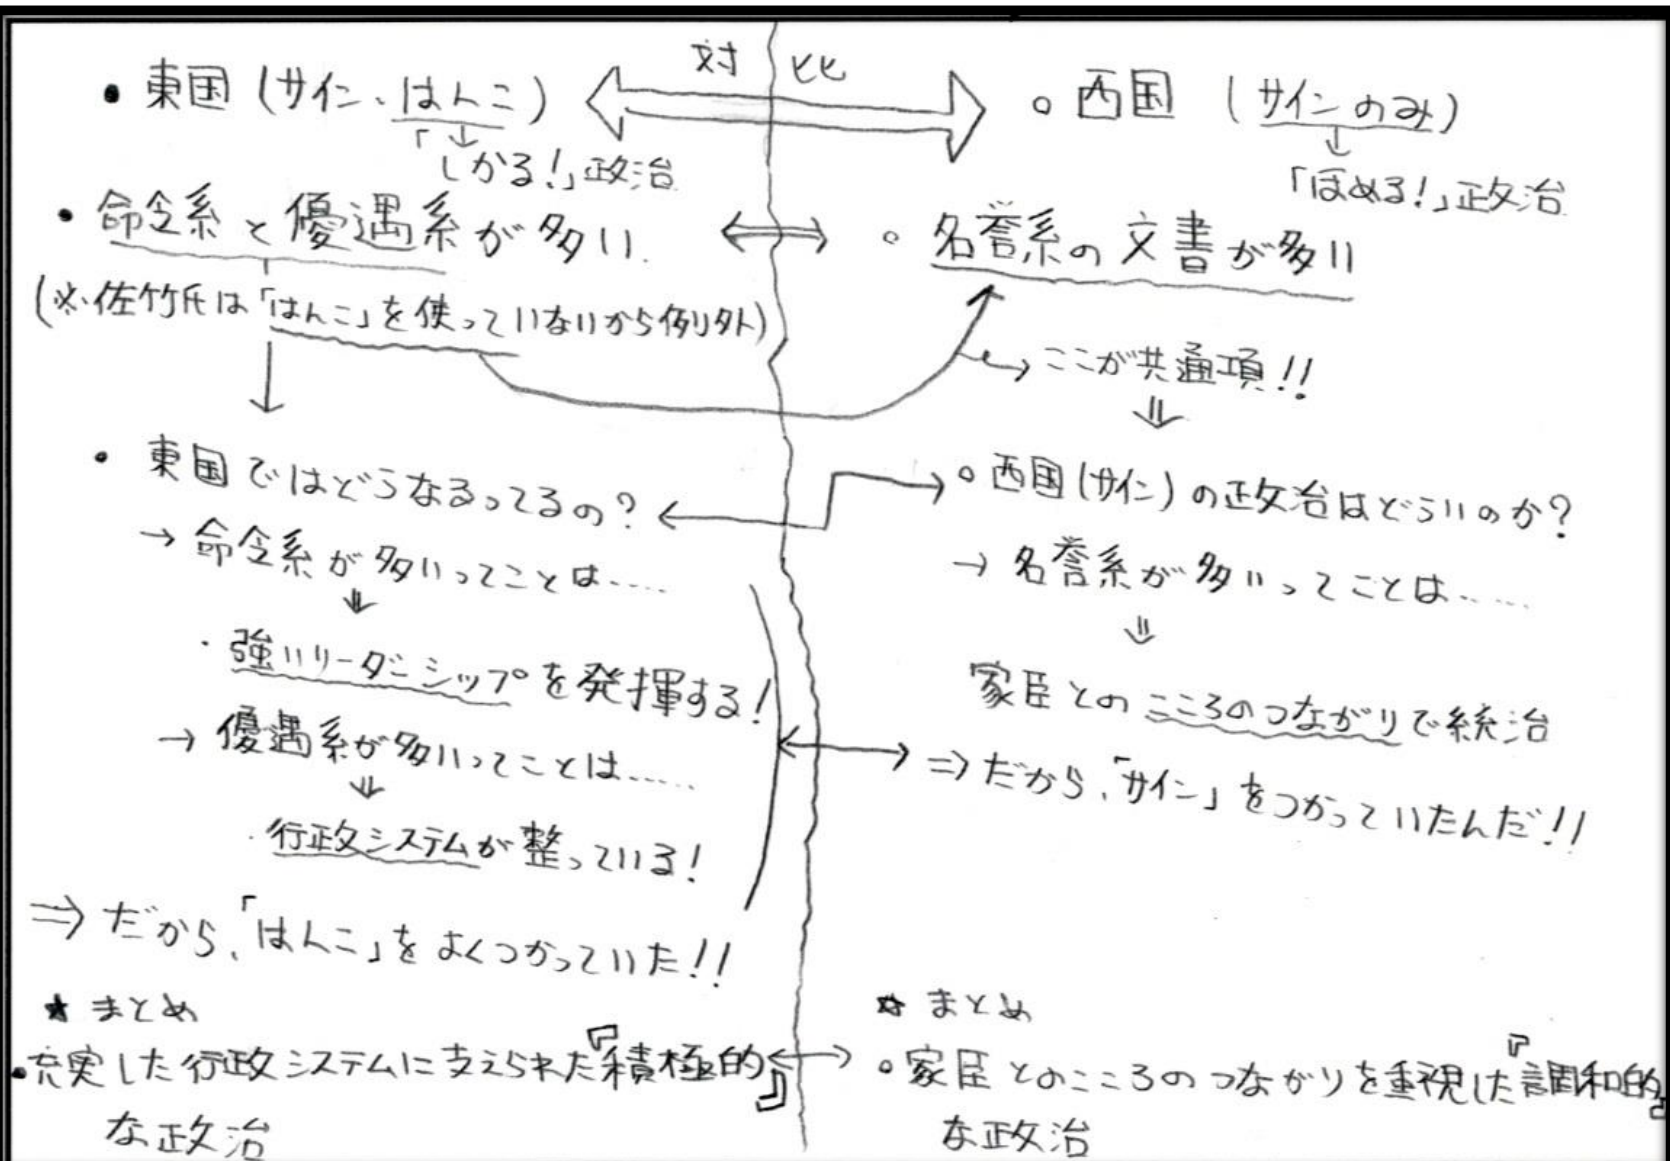 対比
・東国(サイン、はんこ)
↓
「しかる!」政治
・命令系と優遇系が多い.
(※佐竹氏は「はんこ」を使っていないから例外)
・東国ではどうなるってるの?
→命令系が多いってことは……
⇓
・強いリーダーシップを発揮する!
→優遇系が多いってことは……
⇓
・行政システムが整っている!
⇒だから、「はんこ」をよくつかっていた!!
★まとめ
・充実した行政システムに支えられた『積極的』
な政治
○西国(サインのみ)
↓
「ほめる!」政治
○名誉系の文書が多い
→ここが共通項!!
⇓
○西国(サイン)の政治はどういのか?
→名誉系が多いってことは……
⇓
家臣とのこころのつながりで統治
⇒だから、「サイン」をつかっていたんだ!!
★まとめ
○家臣とのこころのつながりを重視した『調和的』
な政治